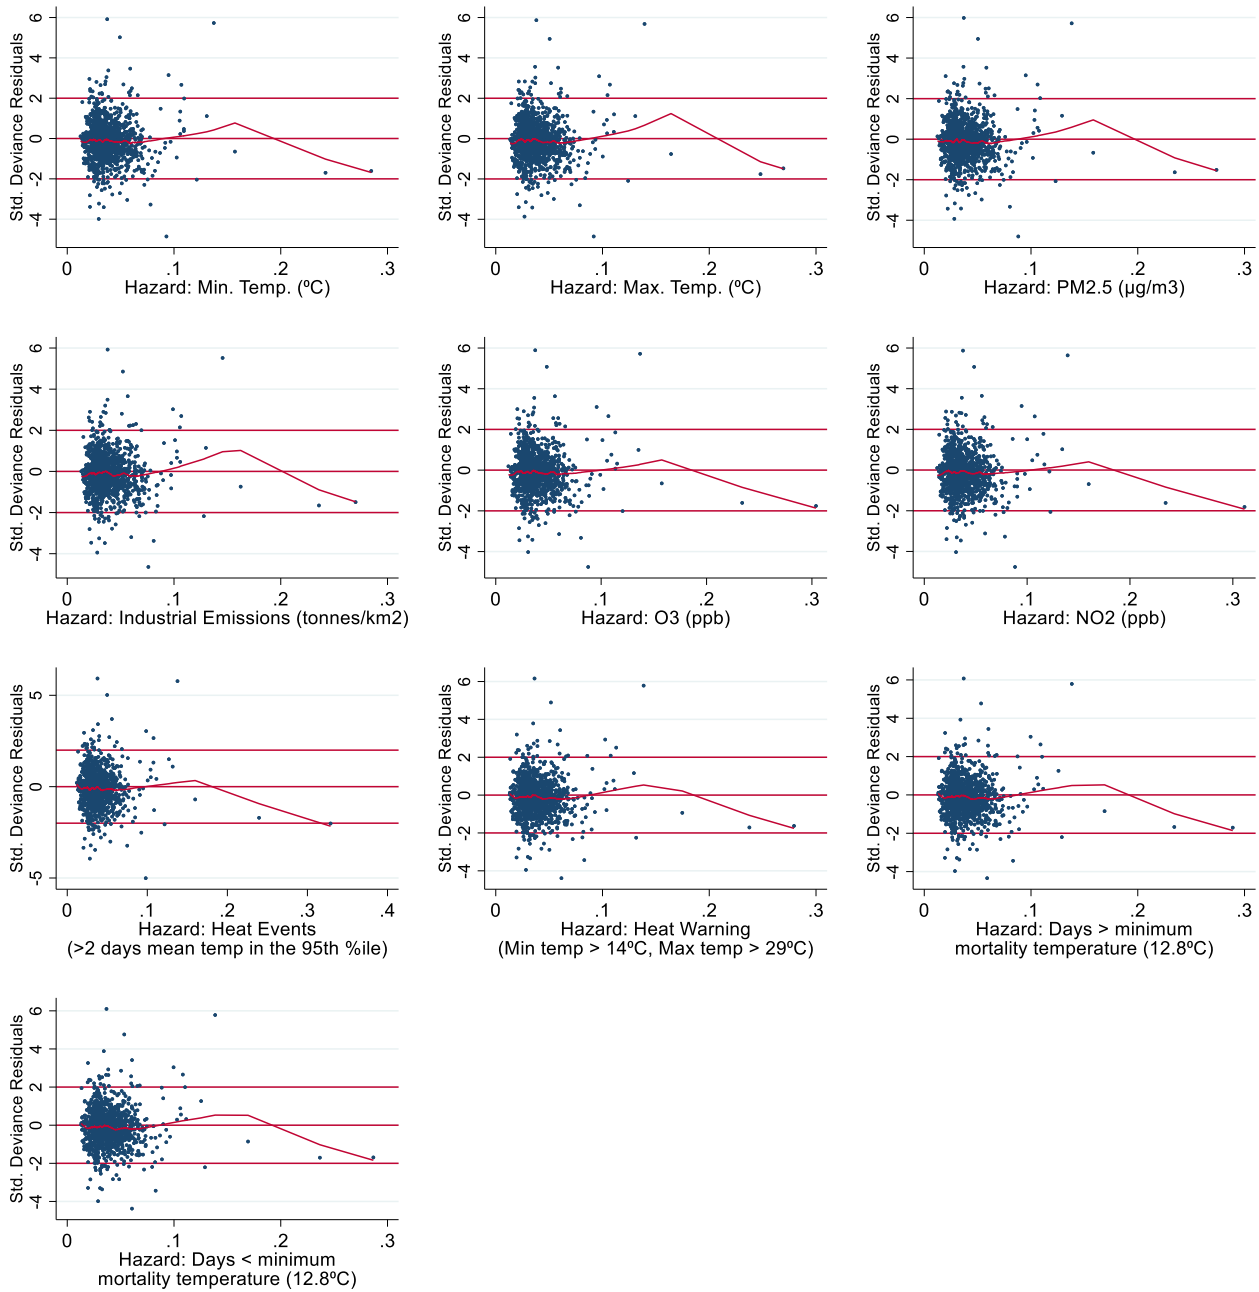 Std. Deviance Residuals
6
4
2
0
-2
-4
0 .1 .2 .3
Hazard: Min. Temp. (ºC)
Std. Deviance Residuals
6
4
2
0
-2
-4
0 .1 .2 .3
Hazard: Max. Temp. (ºC)
Std. Deviance Residuals
6
4
2
0
-2
-4
0 .1 .2 .3
Hazard: PM2.5 (µg/m3)
Std. Deviance Residuals
6
4
2
0
-2
-4
0 .1 .2 .3
Hazard: Industrial Emissions (tonnes/km2)
Std. Deviance Residuals
6
4
2
0
-2
-4
0 .1 .2 .3
Hazard: O3 (ppb)
Std. Deviance Residuals
6
4
2
0
-2
-4
0 .1 .2 .3
Hazard: NO2 (ppb)
Std. Deviance Residuals
5
0
-5
0 .1 .2 .3 .4
Hazard: Heat Events
(>2 days mean temp in the 95th %ile)
Std. Deviance Residuals
6
4
2
0
-2
-4
0 .1 .2 .3
Hazard: Heat Warning
(Min temp > 14ºC, Max temp > 29ºC)
Std. Deviance Residuals
6
4
2
0
-2
-4
0 .1 .2 .3
Hazard: Days > minimum
mortality temperature (12.8ºC)
Std. Deviance Residuals
6
4
2
0
-2
-4
0 .1 .2 .3
Hazard: Days < minimum
mortality temperature (12.8ºC)